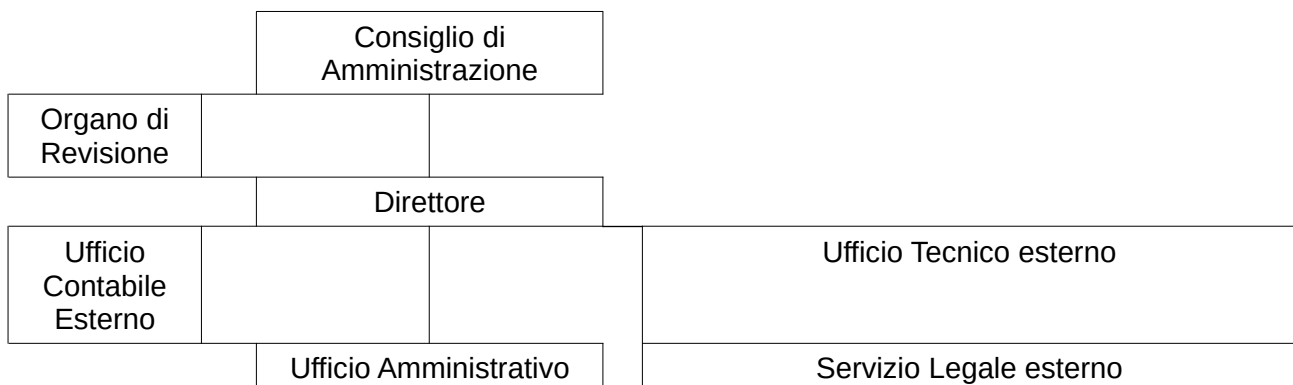 Consiglio di
Amministrazione
Organo di
Revisione
Direttore
Ufficio
Contabile
Esterno
Ufficio Tecnico esterno
Ufficio Amministrativo
Servizio Legale esterno